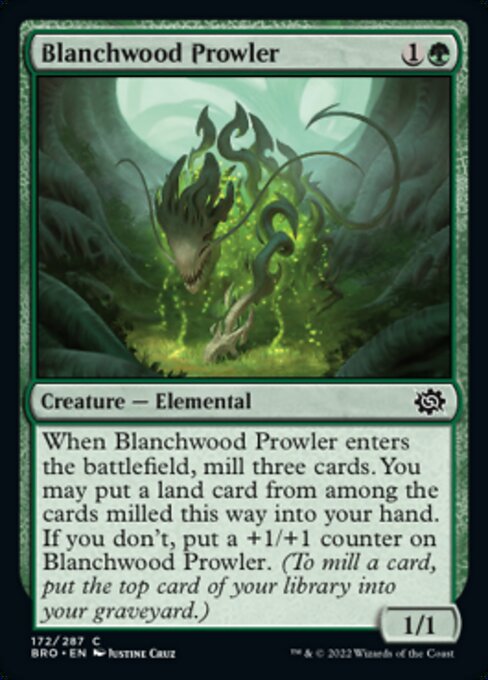 Blanchwood Prowler 1
Creature — Elemental
When Blanchwood Prowler enters
the battlefield, mill three cards. You
may put a land card from among the
cards milled this way into your hand.
If you don't, put a +1/+1 counter on
Blanchwood Prowler. (To mill a card,
put the top card of your library into
your graveyard.)
1/1
172/287 C
BRO • EN Justine Cruz
™ & © 2022 Wizards of the Coast